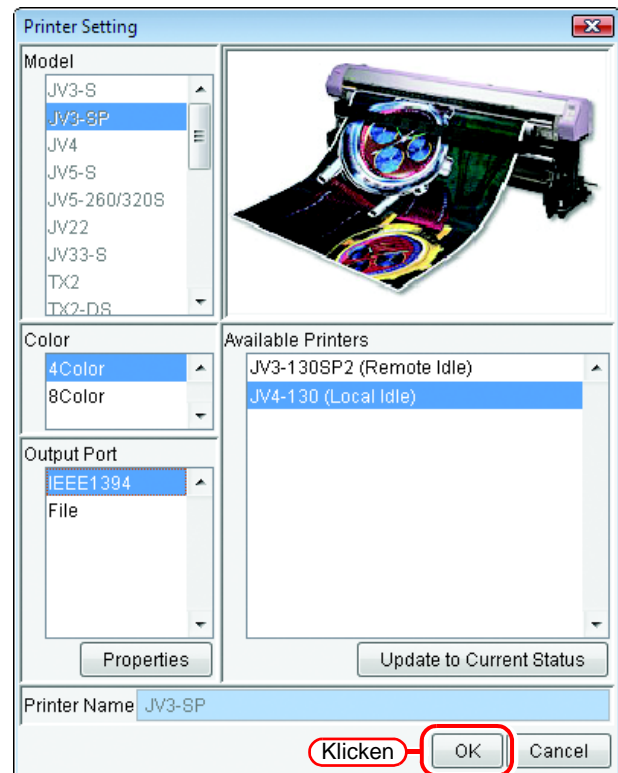 Printer Setting
Model
JV3-S
JV3-SP
JV4
JV5-S
JV5-260/320S
JV22
JV33-S
TX2
TX2-DS
Color
4Color
8Color
Output Port
IEEE1394
File
Properties
Available Printers
JV3-130SP2 (Remote Idle)
JV4-130 (Local Idle)
Update to Current Status
Printer Name JV3-SP
Klicken OK Cancel